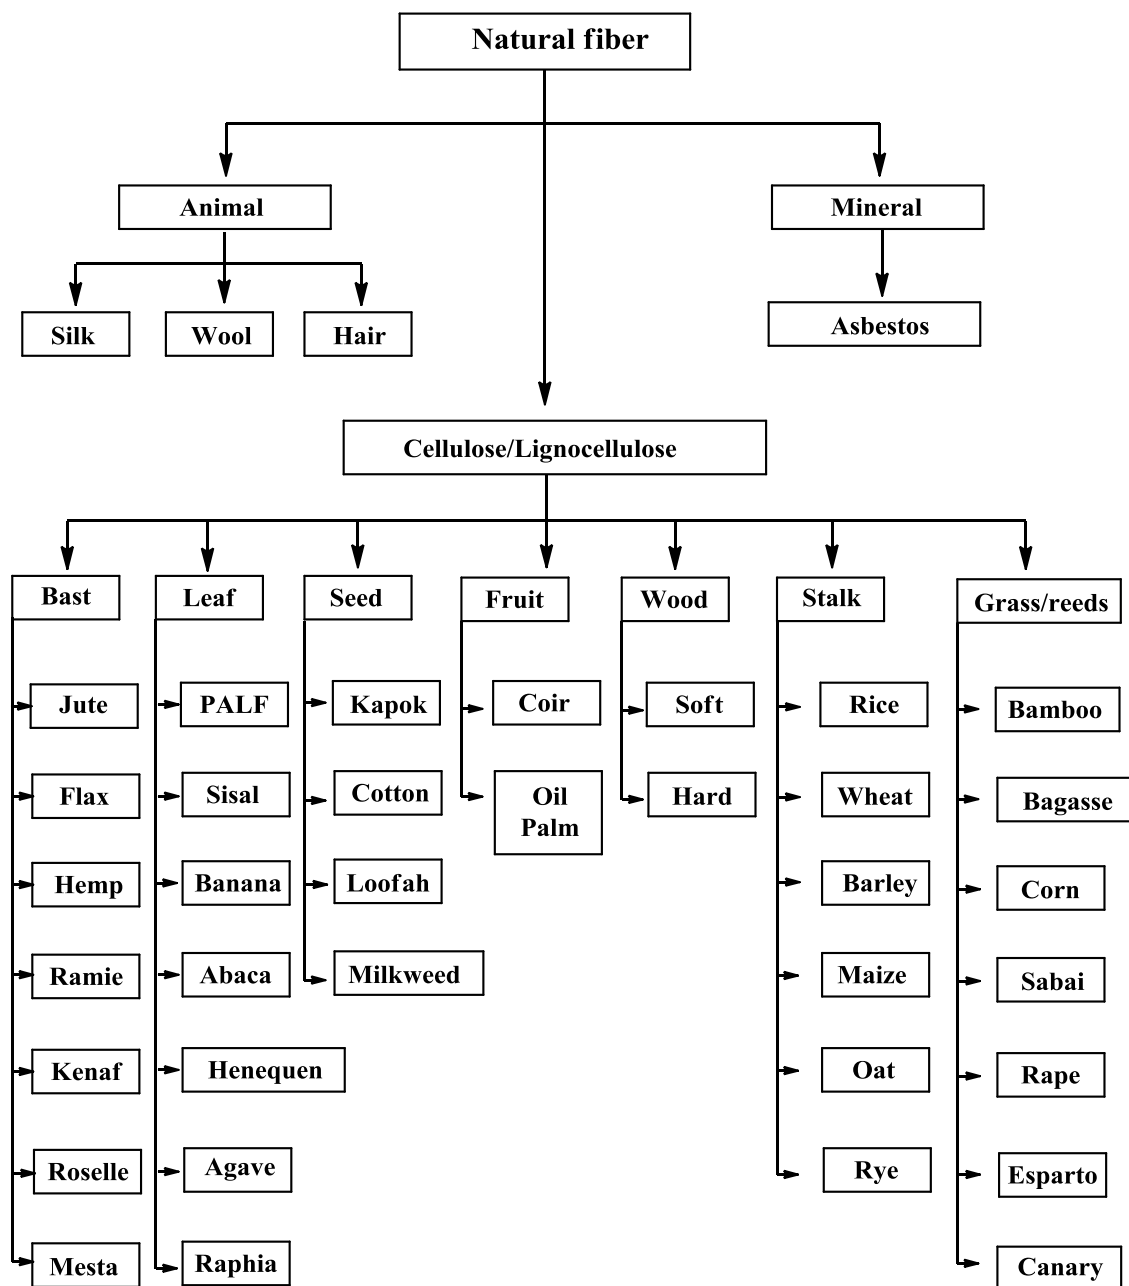 Natural fiber
Animal
Mineral
Silk
Wool
Hair
Asbestos
Cellulose/Lignocellulose
Bast
Leaf
Seed
Fruit
Wood
Stalk
Grass/reeds
Jute
Flax
Hemp
Ramie
Kenaf
Roselle
Mesta
PALF
Sisal
Banana
Abaca
Henequen
Agave
Raphia
Kapok
Cotton
Loofah
Milkweed
Coir
Oil
Palm
Soft
Hard
Rice
Wheat
Barley
Maize
Oat
Rye
Bamboo
Bagasse
Corn
Sabai
Rape
Esparto
Canary